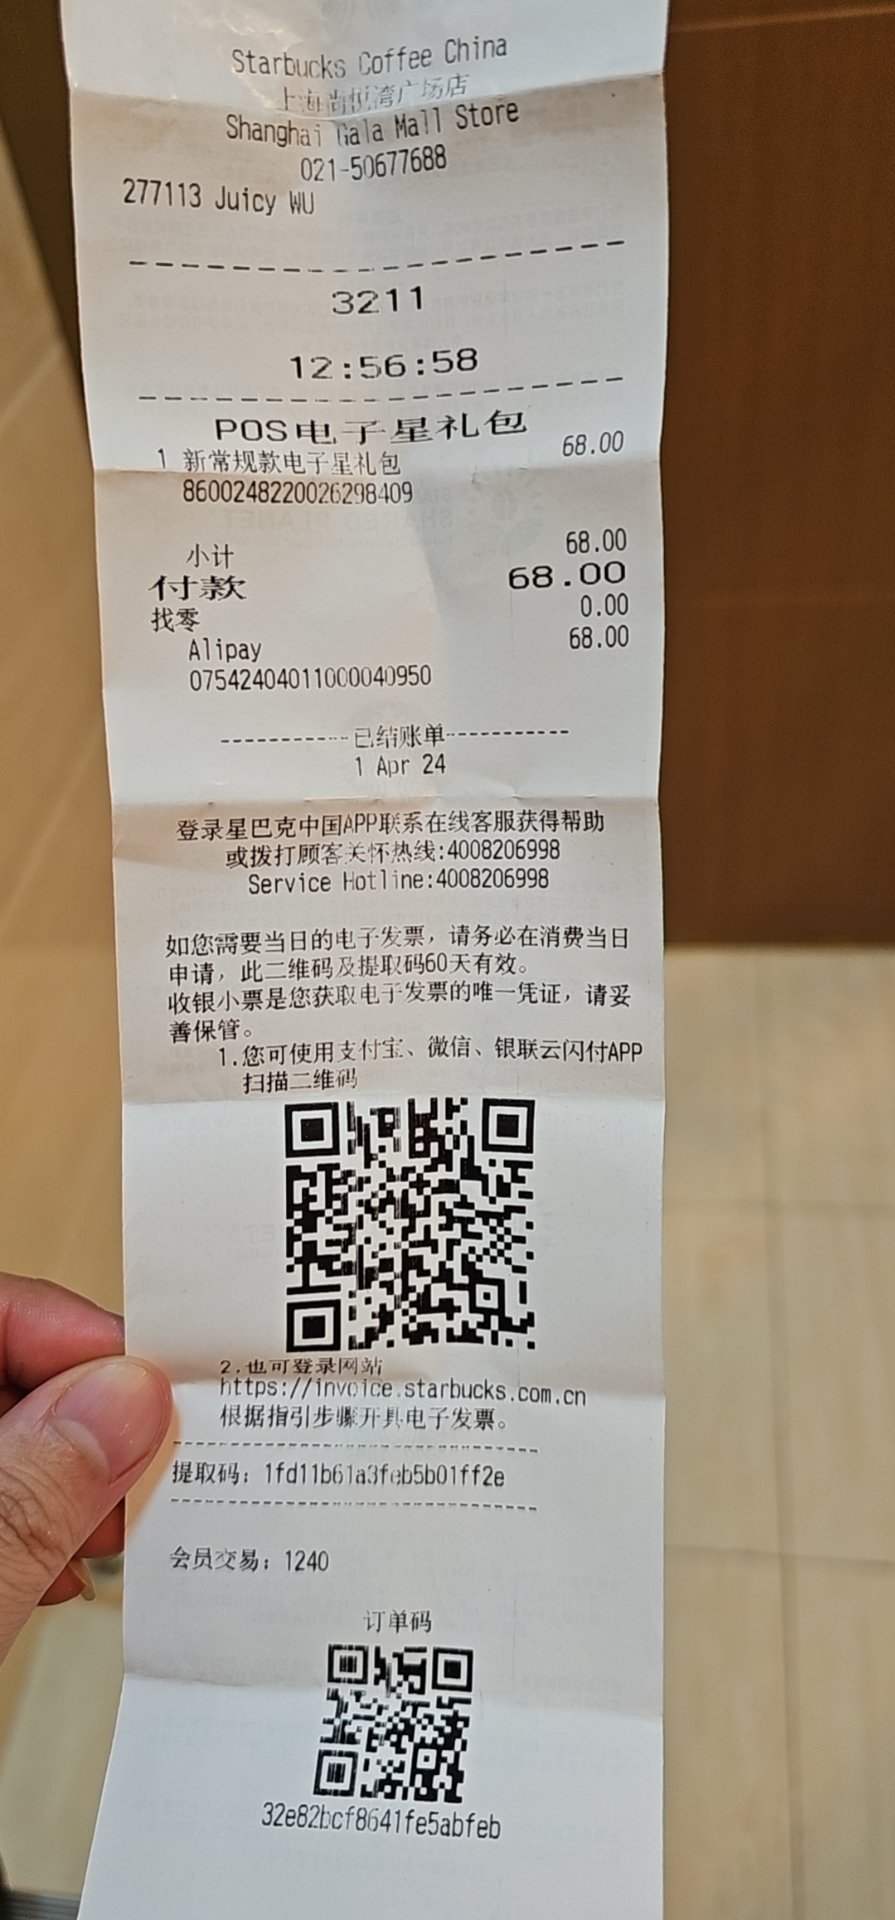 Starbucks Coffee China
上海尚悦湾广场店
Shanghai Gala Mall Store
021-50677688
277113 Juicy WU
3211
12:56:58
POS电子星礼包
1 新常规款电子星礼包 68.00
8600248220026298409
小计 68.00
付款 68.00
找零 0.00
Alipay 68.00
07542404011000040950
-----------已结账单-----------
1 Apr 24
登录星巴克中国APP联系在线客服获得帮助
或拨打顾客关怀热线:4008206998
Service Hotline:4008206998
如您需要当日的电子发票，请务必在消费当日
申请，此二维码及提取码60天有效。
收银小票是您获取电子发票的唯一凭证，请妥
善保管。
1.您可使用支付宝、微信、银联云闪付APP
扫描二维码
2.也可登录网站
https://invoice.starbucks.com.cn
根据指引步骤开具电子发票。
提取码：1fd11b61a3feb5b01ff2e
会员交易：1240
订单码
32e82bcf8641fe5abfeb